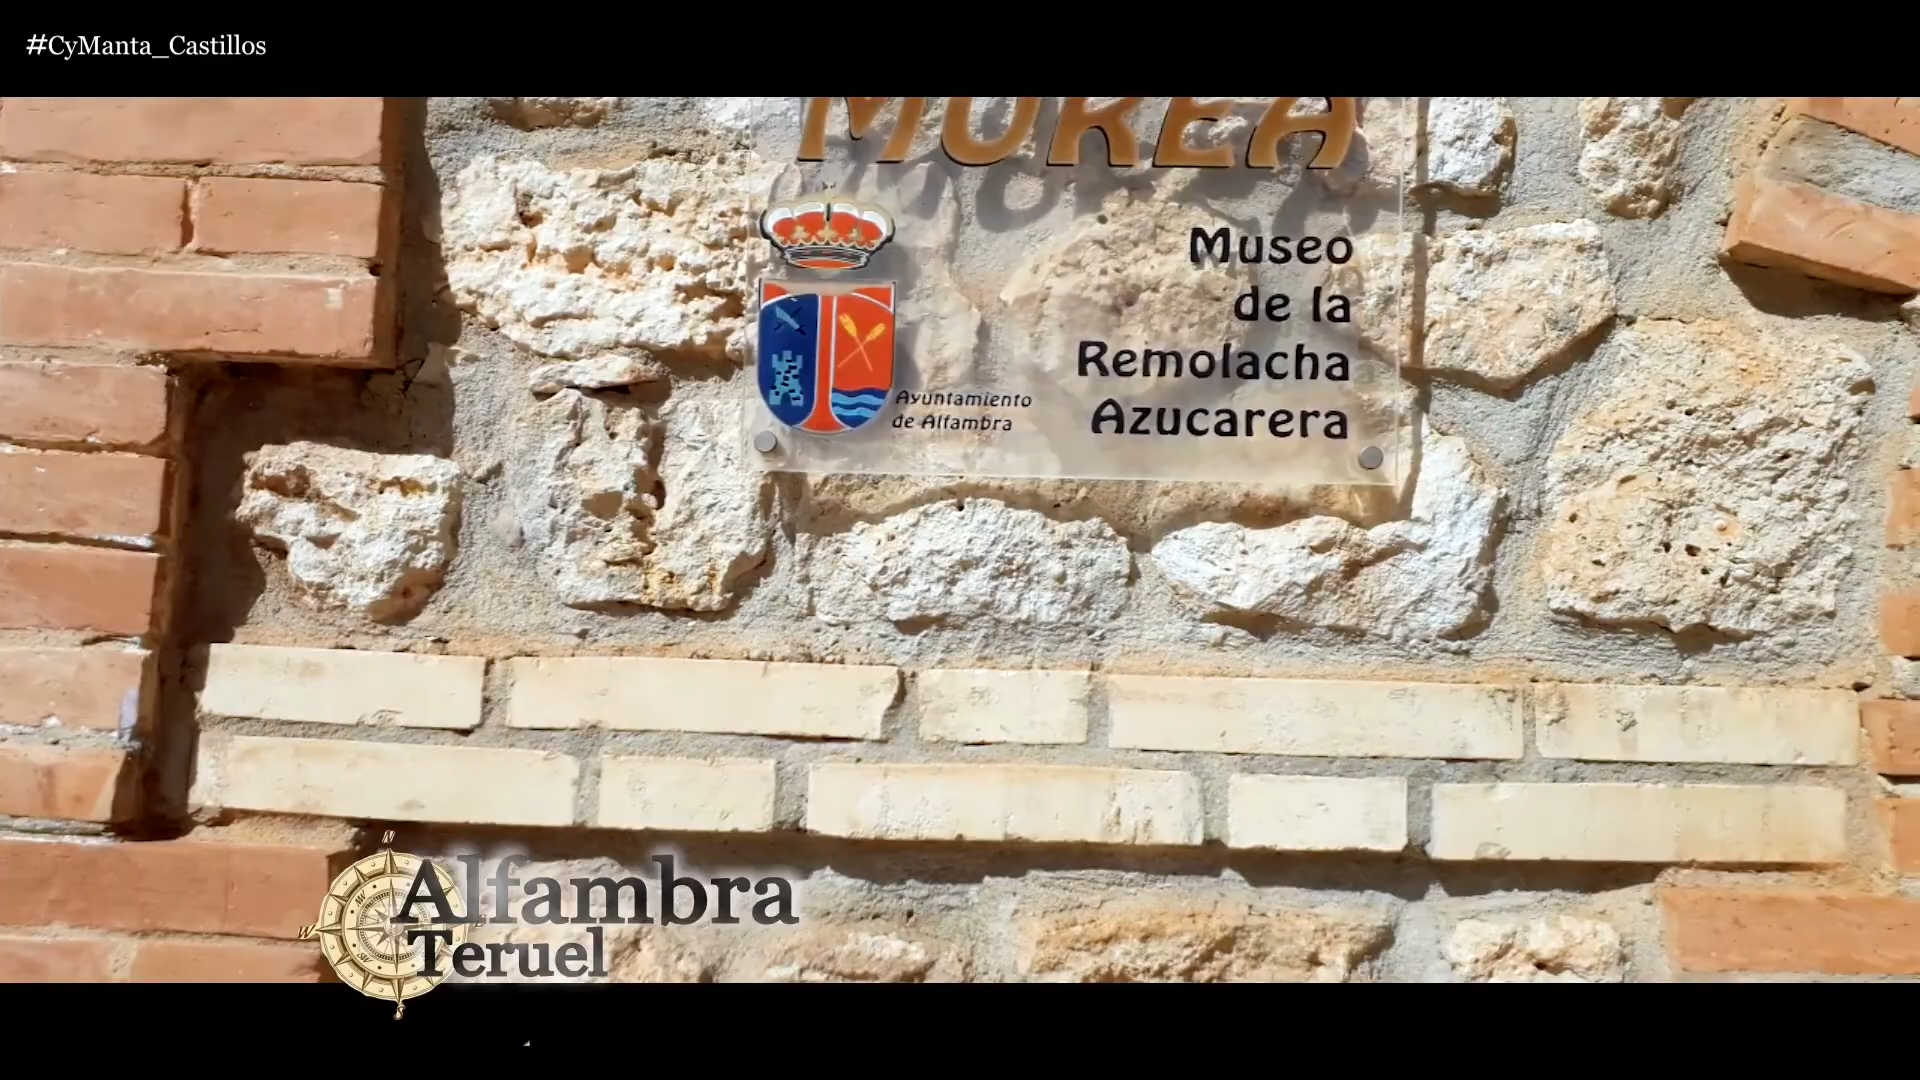 #CyManta_Castillos
MUREA
Museo
de la
Remolacha
Azucarera
Ayuntamiento
de Alfambra
Alfambra
Teruel